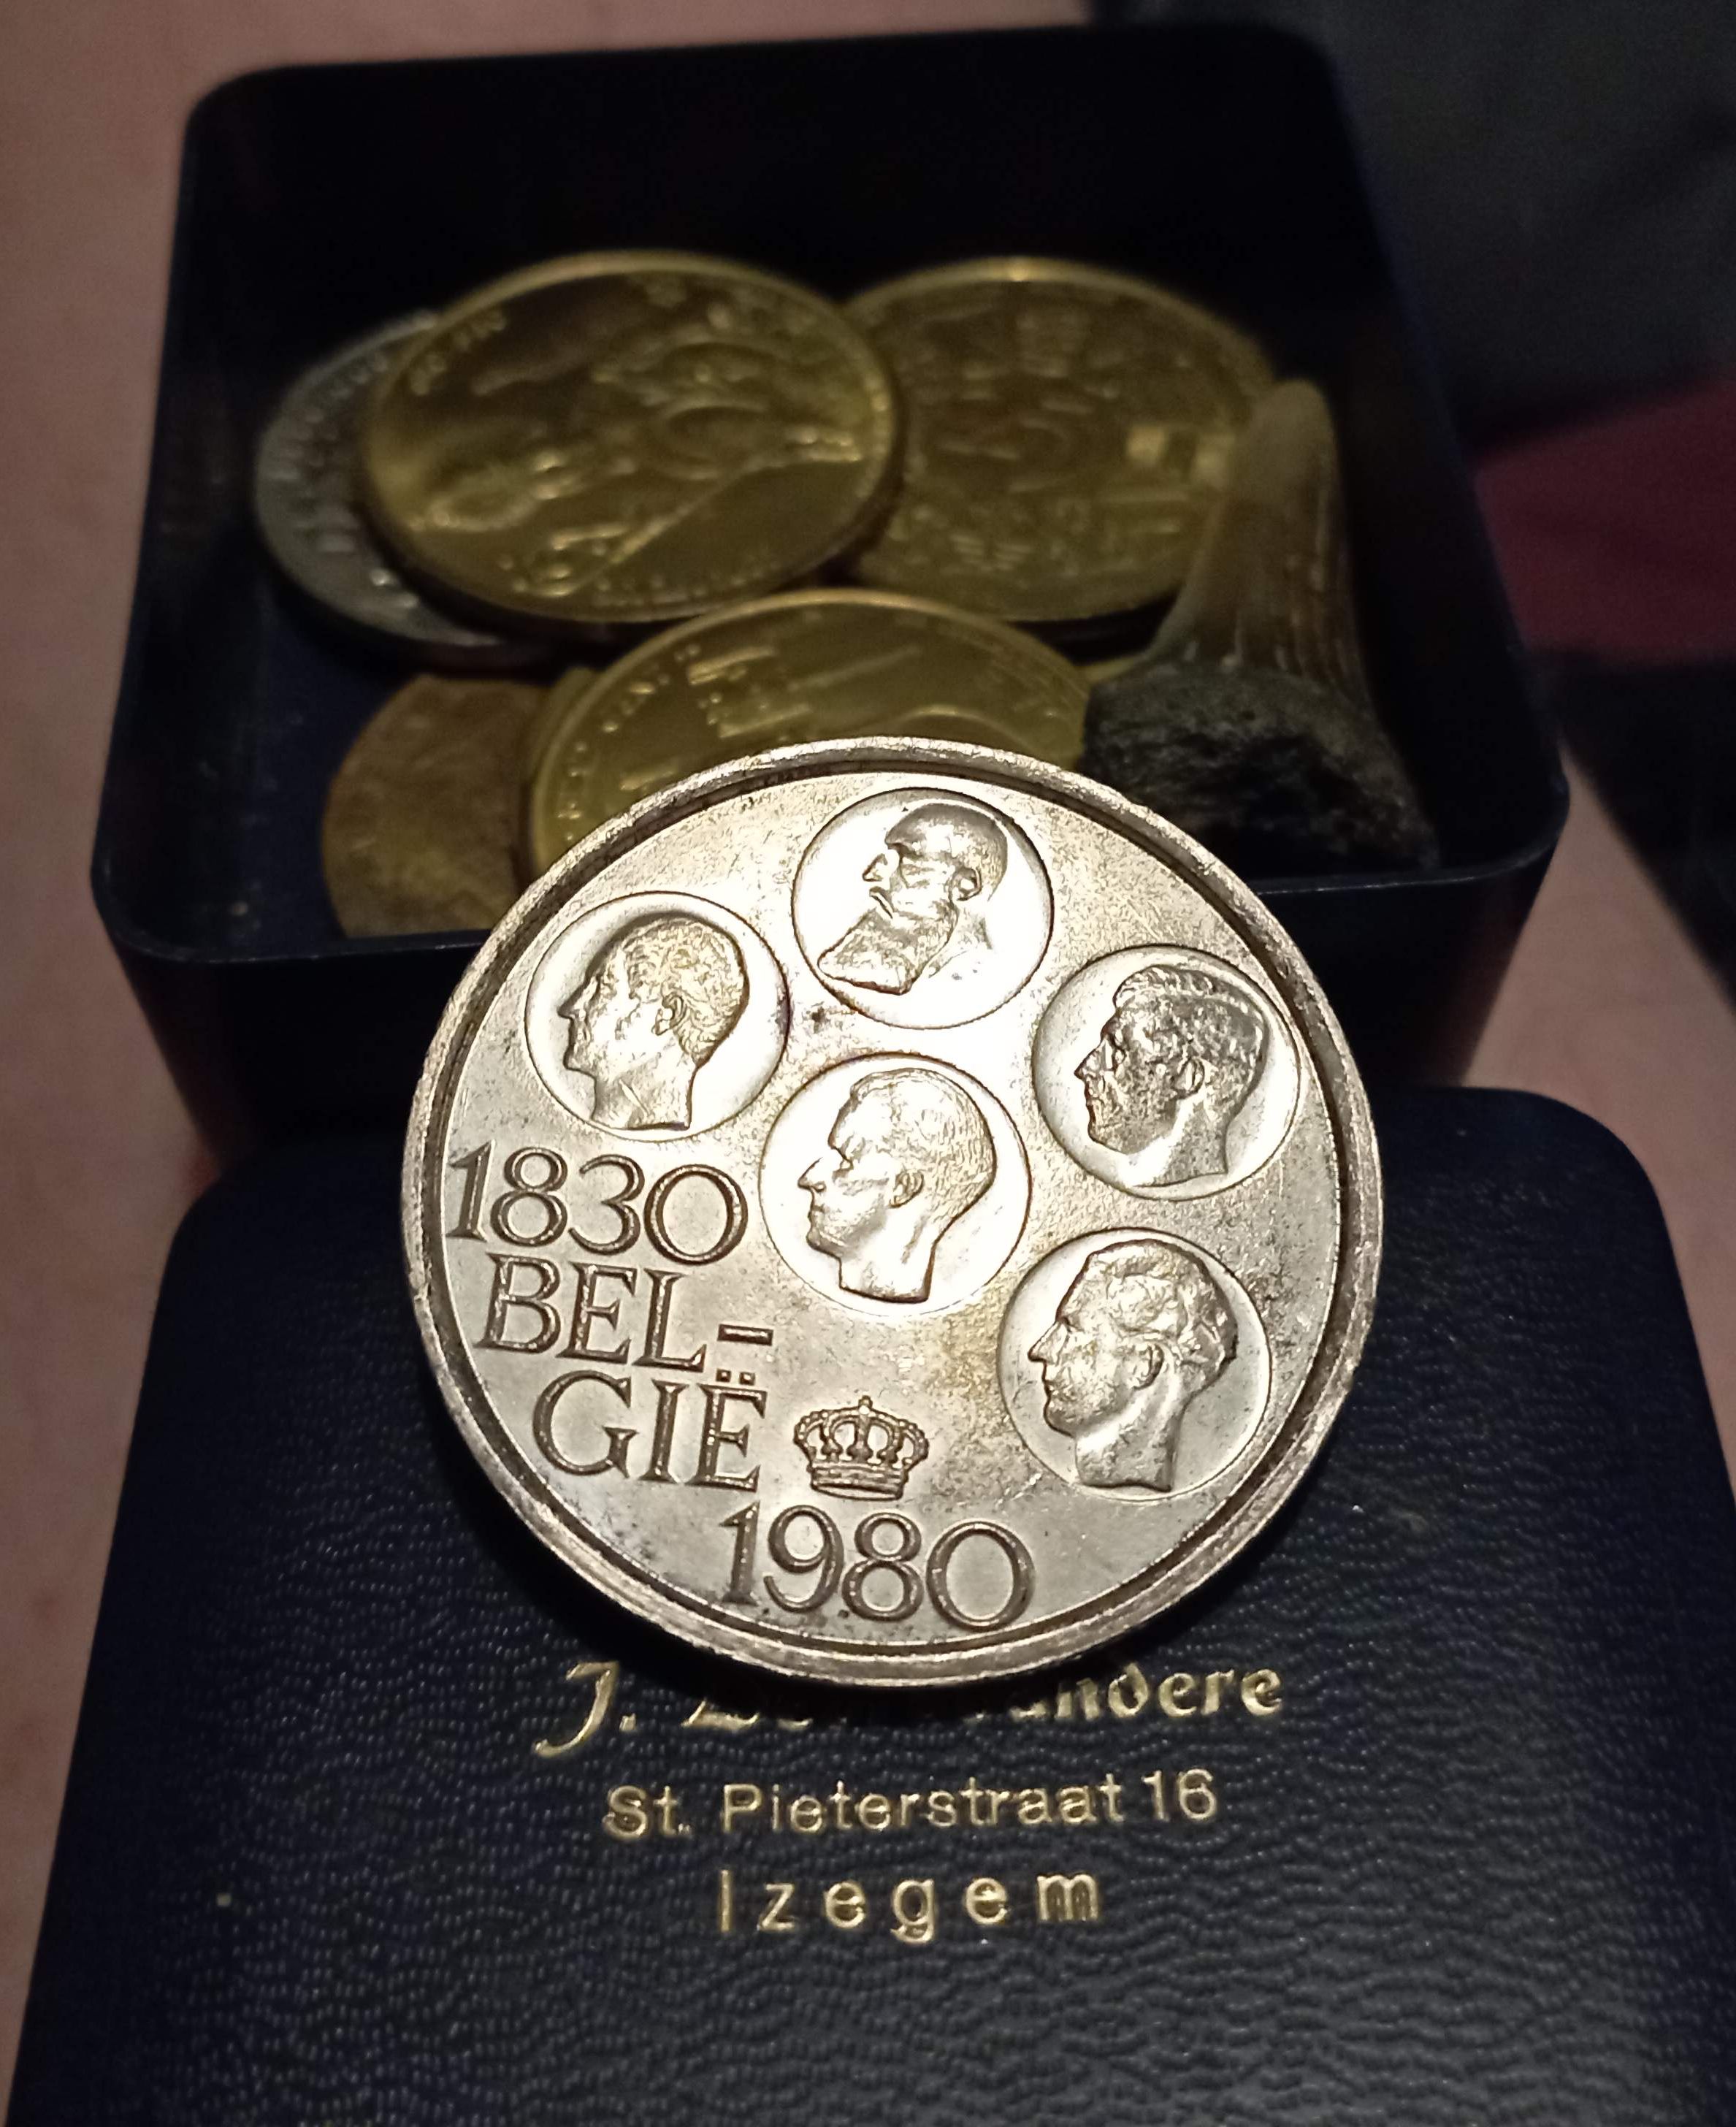 1830
BEL-
GIË
1980
J.
St. Pieterstraat 16
Izegem